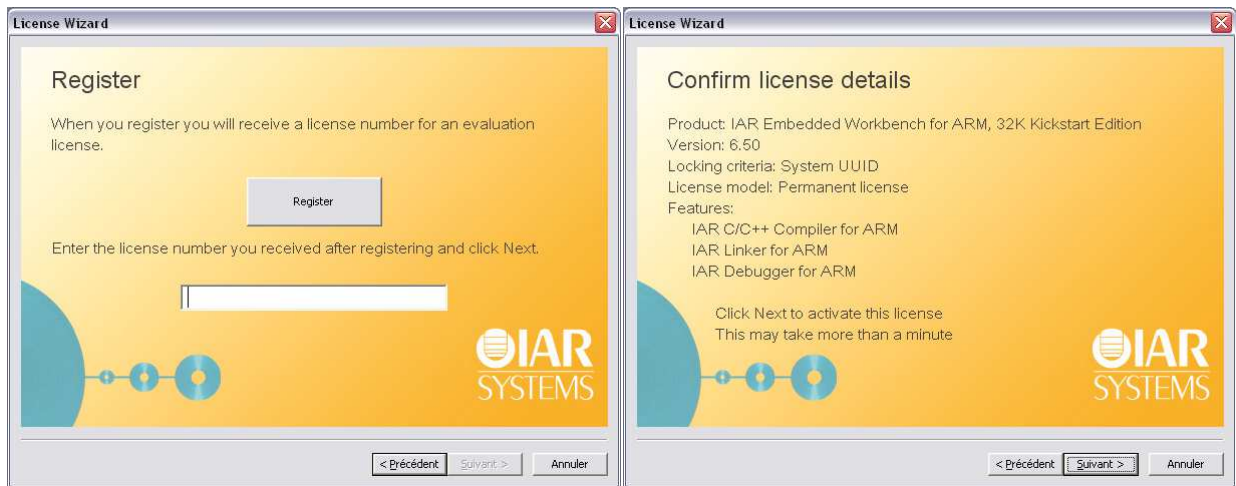 License Wizard
Register
When you register you will receive a license number for an evaluation
license.
Register
Enter the license number you received after registering and click Next.
IAR
SYSTEMS
< Précédent
Suivant >
Annuler
License Wizard
Confirm license details
Product: IAR Embedded Workbench for ARM, 32K Kickstart Edition
Version: 6.50
Locking criteria: System UUID
License model: Permanent license
Features:
IAR C/C++ Compiler for ARM
IAR Linker for ARM
IAR Debugger for ARM
Click Next to activate this license
This may take more than a minute
IAR
SYSTEMS
< Précédent
Suivant >
Annuler